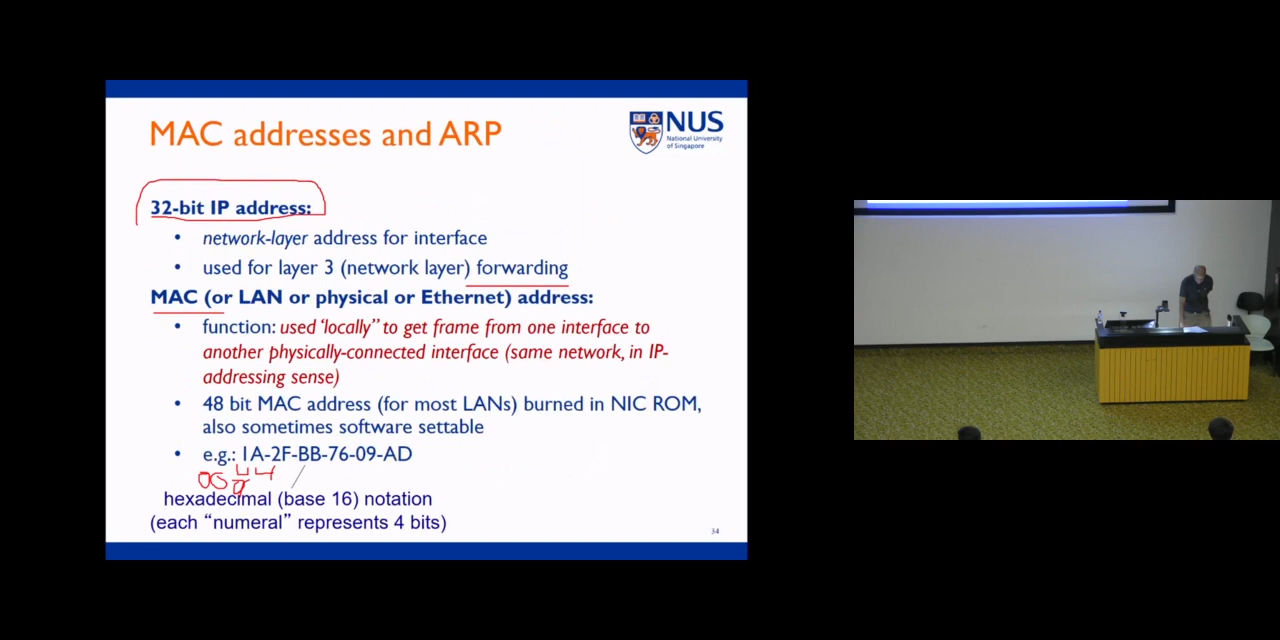 MAC addresses and ARP
NUS
National University
of Singapore
32-bit IP address:
• network-layer address for interface
• used for layer 3 (network layer) forwarding
MAC (or LAN or physical or Ethernet) address:
• function: used ‘locally” to get frame from one interface to
another physically-connected interface (same network, in IP-
addressing sense)
• 48 bit MAC address (for most LANs) burned in NIC ROM,
also sometimes software settable
• e.g.: 1A-2F-BB-76-09-AD
hexadecimal (base 16) notation
(each “numeral” represents 4 bits)
34